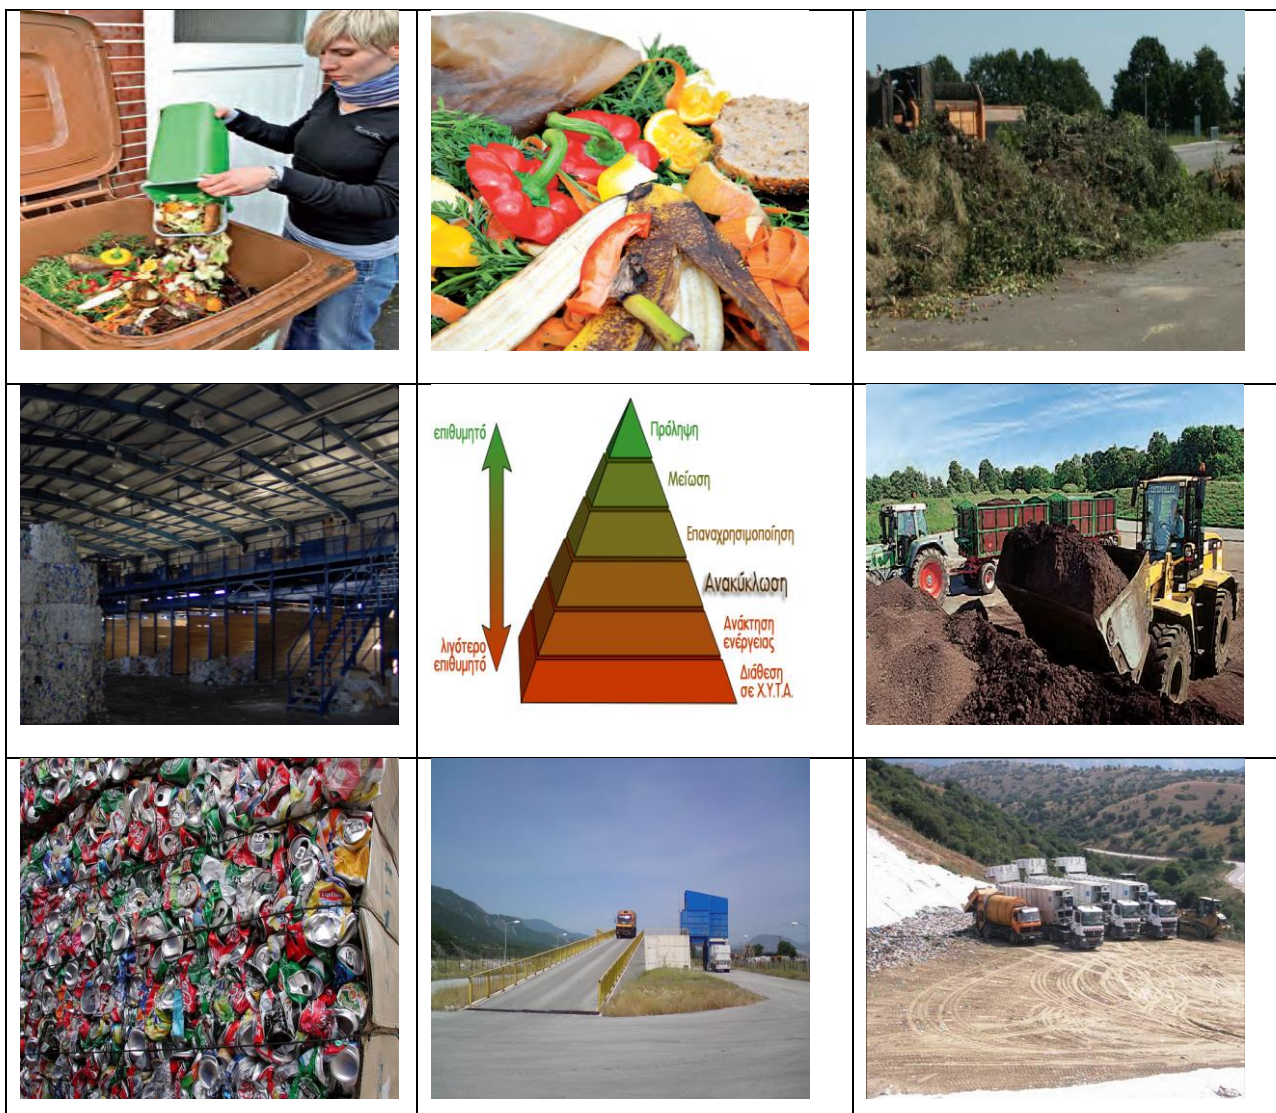 επιθυμητό
Πρόληψη
Μείωση
Επαναχρησιμοποίηση
Ανακύκλωση
Ανάκτηση
ενέργειας
λιγότερο
επιθυμητό
Διάθεση
σε Χ.Υ.Τ.Α.